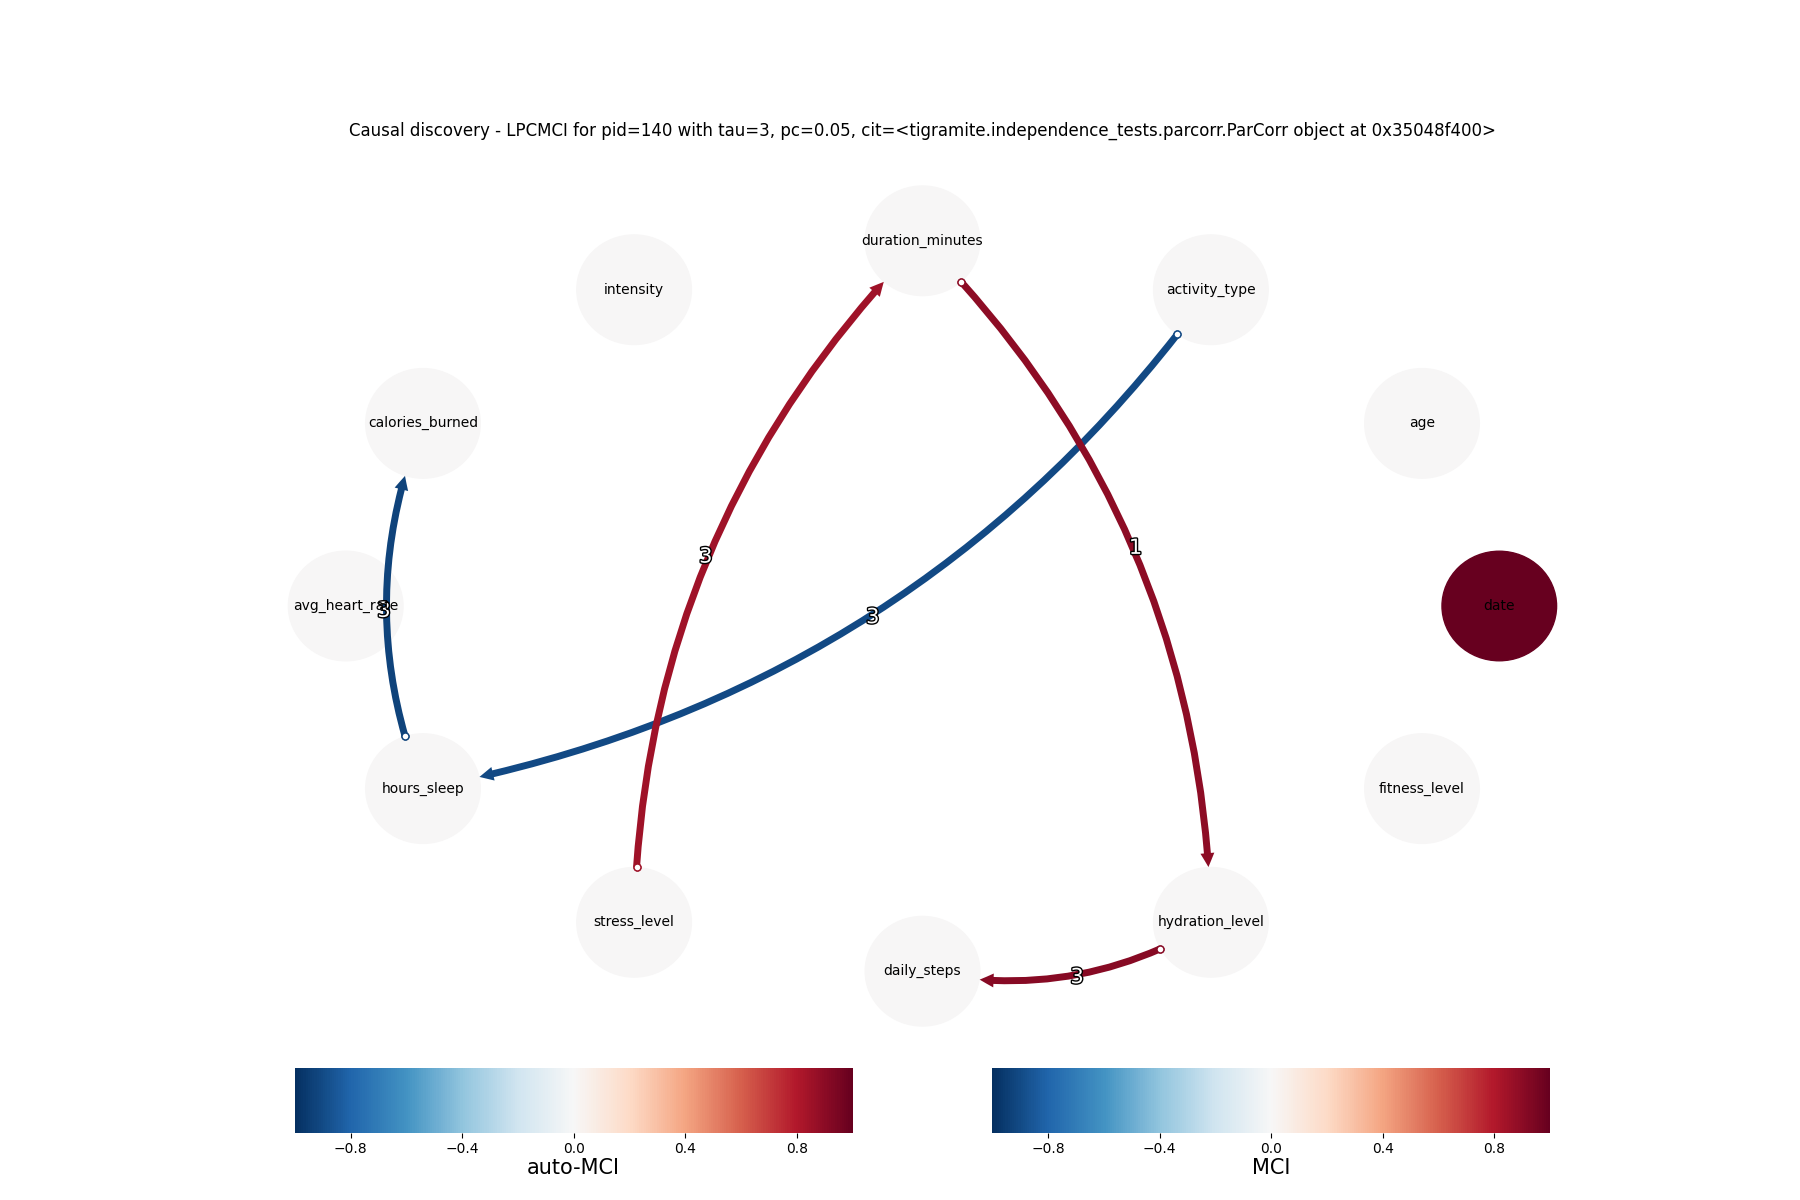 Causal discovery - LPCMCI for pid=140 with tau=3, pc=0.05, cit=<tigramite.independence_tests.parcorr.ParCorr object at 0x35048f400>
duration_minutes
intensity
activity_type
calories_burned
age
3
1
avg_heart_rate
3
date
3
hours_sleep
fitness_level
stress_level
hydration_level
daily_steps
3
−0.8 −0.4 0.0 0.4 0.8
auto-MCI
−0.8 −0.4 0.0 0.4 0.8
MCI